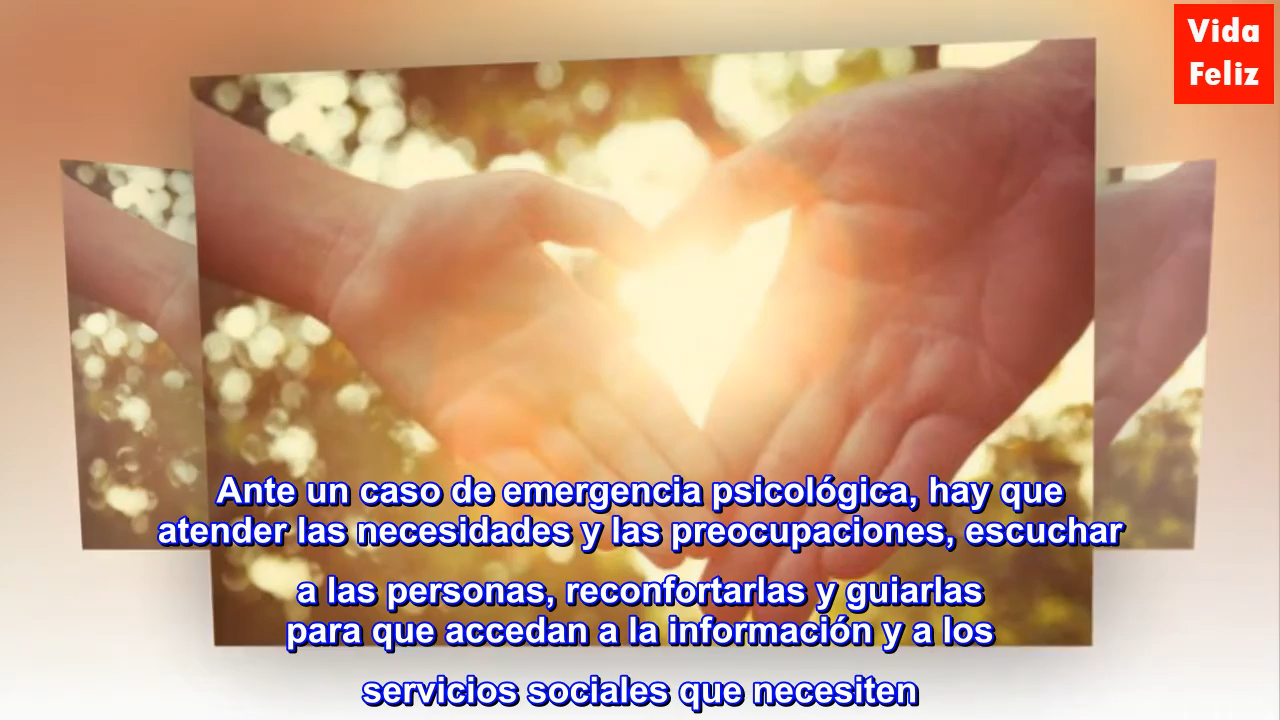 Vida
Feliz
Ante un caso de emergencia psicológica, hay que
atender las necesidades y las preocupaciones, escuchar
a las personas, reconfortarlas y guiarlas
para que accedan a la información y a los
servicios sociales que necesiten